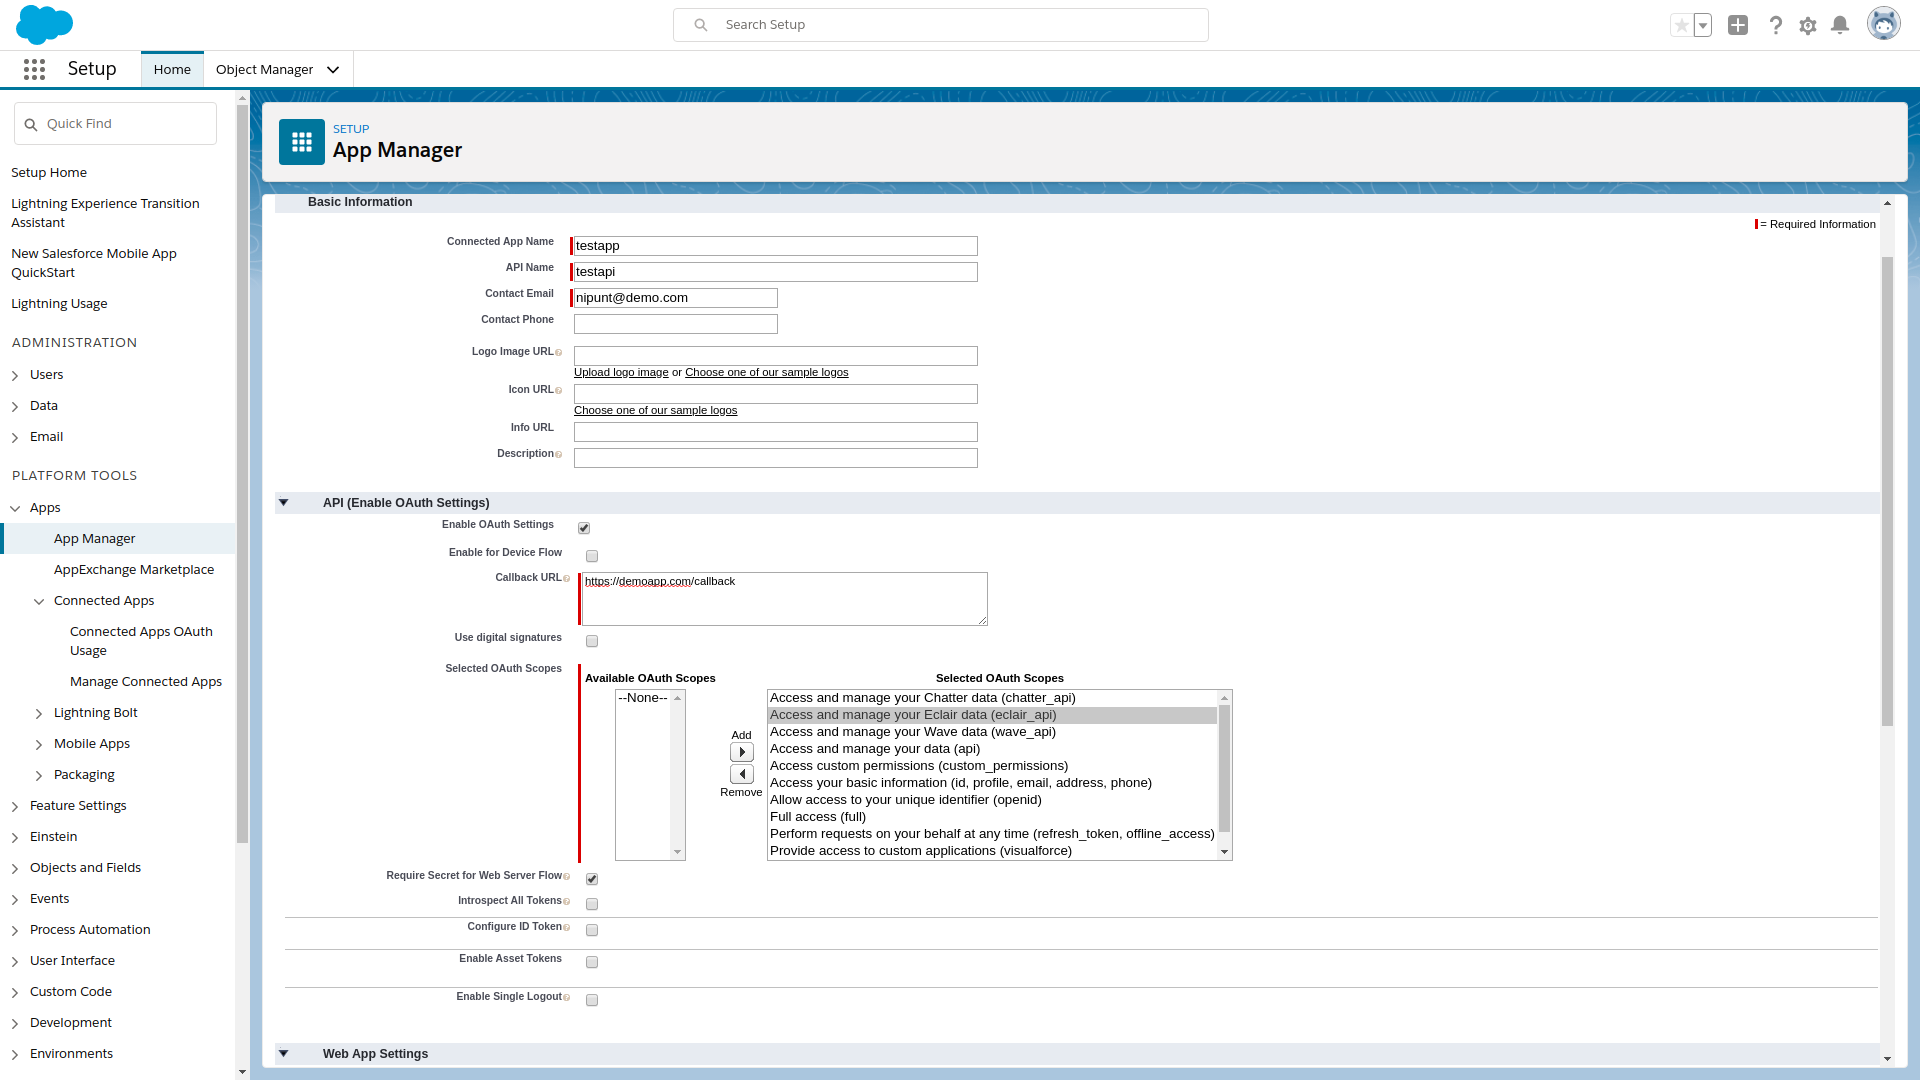 Search Setup
Setup
Home
Object Manager
Quick Find
Setup Home
Lightning Experience Transition
Assistant
New Salesforce Mobile App
QuickStart
Lightning Usage
ADMINISTRATION
Users
Data
Email
PLATFORM TOOLS
Apps
App Manager
AppExchange Marketplace
Connected Apps
Connected Apps OAuth
Usage
Manage Connected Apps
Lightning Bolt
Mobile Apps
Packaging
Feature Settings
Einstein
Objects and Fields
Events
Process Automation
User Interface
Custom Code
Development
Environments
SETUP
App Manager
Basic Information
= Required Information
Connected App Name testapp
API Name testapi
Contact Email nipunt@demo.com
Contact Phone
Logo Image URL
Upload logo image or Choose one of our sample logos
Icon URL
Choose one of our sample logos
Info URL
Description
API (Enable OAuth Settings)
Enable OAuth Settings
Enable for Device Flow
Callback URL https://demoapp.com/callback
Use digital signatures
Selected OAuth Scopes
Available OAuth Scopes
--None--
Add
Remove
Selected OAuth Scopes
Access and manage your Chatter data (chatter_api)
Access and manage your Eclair data (eclair_api)
Access and manage your Wave data (wave_api)
Access and manage your data (api)
Access custom permissions (custom_permissions)
Access your basic information (id, profile, email, address, phone)
Allow access to your unique identifier (openid)
Full access (full)
Perform requests on your behalf at any time (refresh_token, offline_access)
Provide access to custom applications (visualforce)
Require Secret for Web Server Flow
Introspect All Tokens
Configure ID Token
Enable Asset Tokens
Enable Single Logout
Web App Settings